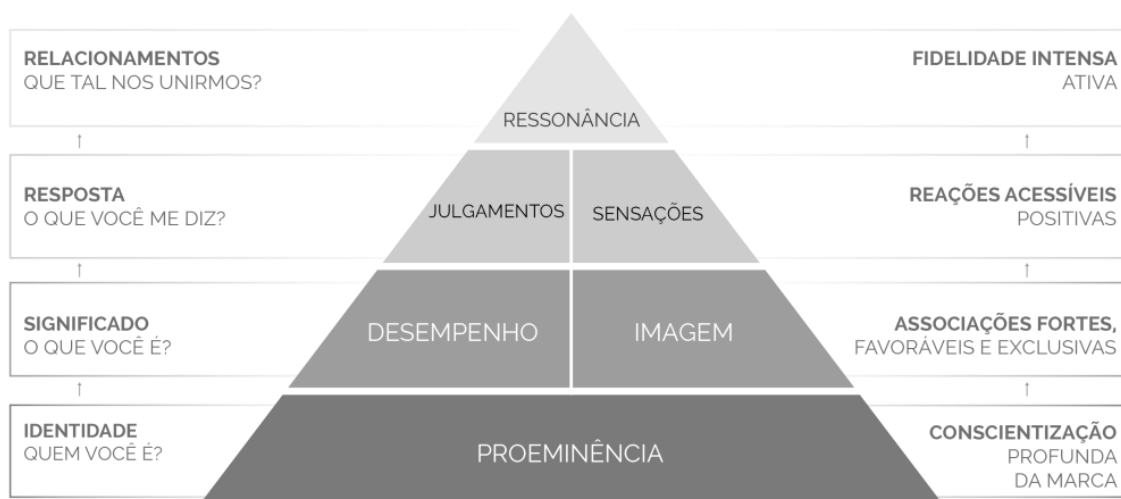 RELACIONAMENTOS
QUE TAL NOS UNIRMOS?
RESSONÂNCIA
FIDELIDADE INTENSA
ATIVA
↑
↑
RESPOSTA
O QUE VOCÊ ME DIZ?
JULGAMENTOS
SENSAÇÕES
REAÇÕES ACESSÍVEIS
POSITIVAS
↑
↑
SIGNIFICADO
O QUE VOCÊ É?
DESEMPENHO
IMAGEM
ASSOCIAÇÕES FORTES,
FAVORÁVEIS E EXCLUSIVAS
↑
↑
IDENTIDADE
QUEM VOCÊ É?
PROEMINÊNCIA
CONSCIENTIZAÇÃO
PROFUNDA
DA MARCA